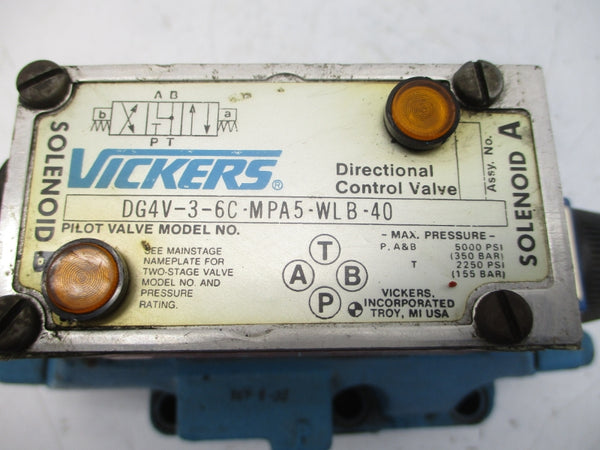 A B
b
a
T
P T
SOLENOID B
VICKERS®
Directional
Control Valve
Assy. No.
SOLENOID A
DG4V-3-6C-MPA5-WLB-40
PILOT VALVE MODEL NO.
SEE MAINSTAGE
NAMEPLATE FOR
TWO-STAGE VALVE
MODEL NO. AND
PRESSURE
RATING.
T
A B
P
- MAX. PRESSURE -
P, A&B 5000 PSI
(350 BAR)
T 2250 PSI
(155 BAR)
VICKERS,
INCORPORATED
TROY, MI USA